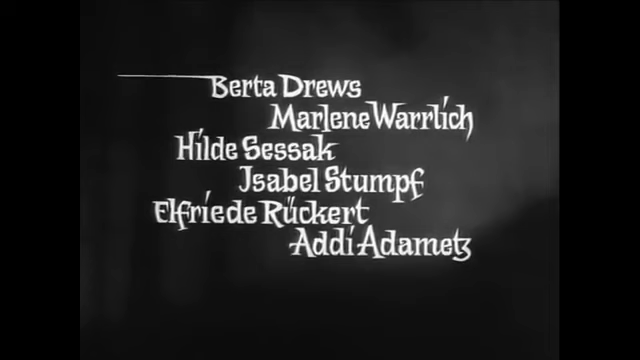 Berta Drews
Marlene Warrlich
Hilde Sessak
Jsabel Stumpf
Elfriede Rückert
Addi Adametz